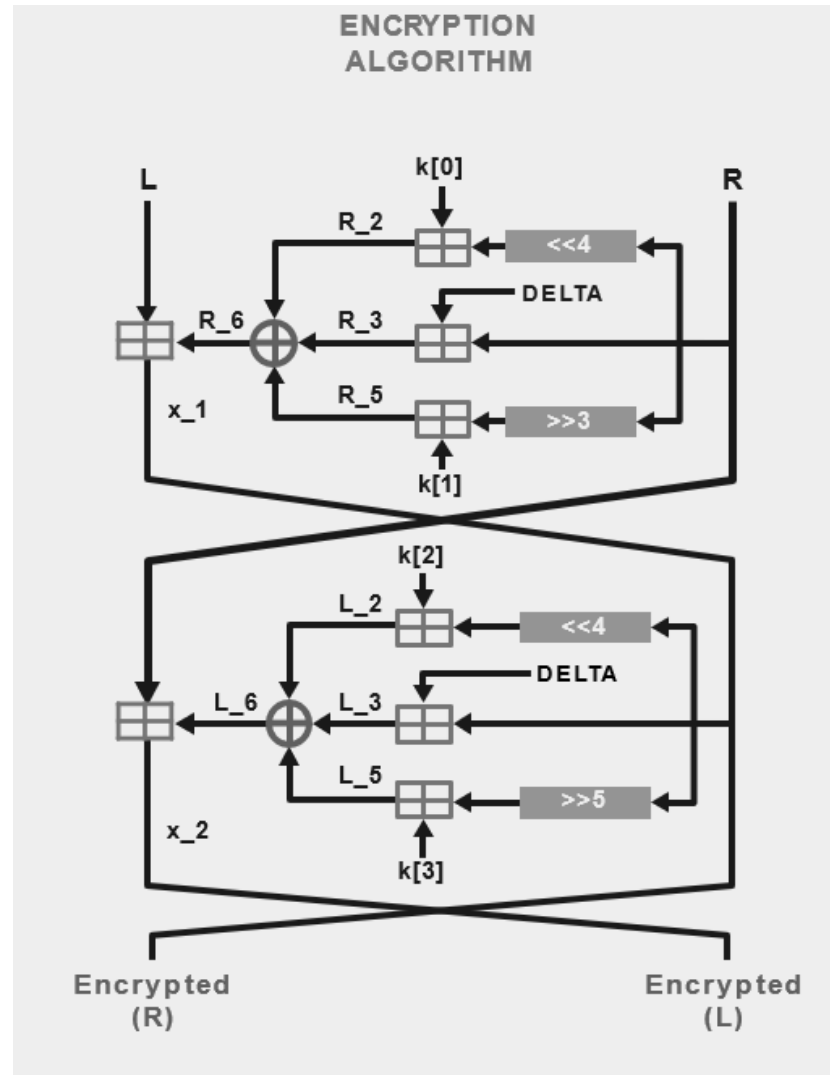 ENCRYPTION
ALGORITHM
L
k[0]
R
R_2
<<4
DELTA
R_6
R_3
R_5
>>3
x_1
k[1]
k[2]
L_2
<<4
DELTA
L_6
L_3
L_5
>>5
x_2
k[3]
Encrypted
(R)
Encrypted
(L)